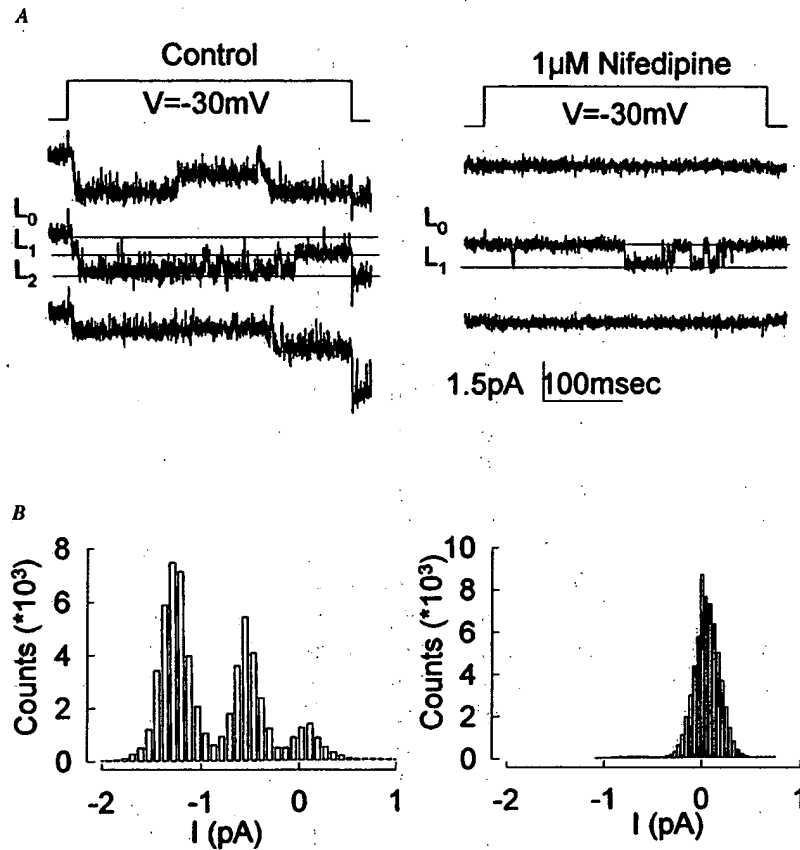 A
Control
V=-30mV
L0
L1
L2
1µM Nifedipine
V=-30mV
L0
L1
1.5pA 100msec
B
Counts (*10³)
8
6
4
2
0
-2 -1 0 1
I (pA)
Counts (*10³)
10
8
6
4
2
0
-2 -1 0 1
I (pA)